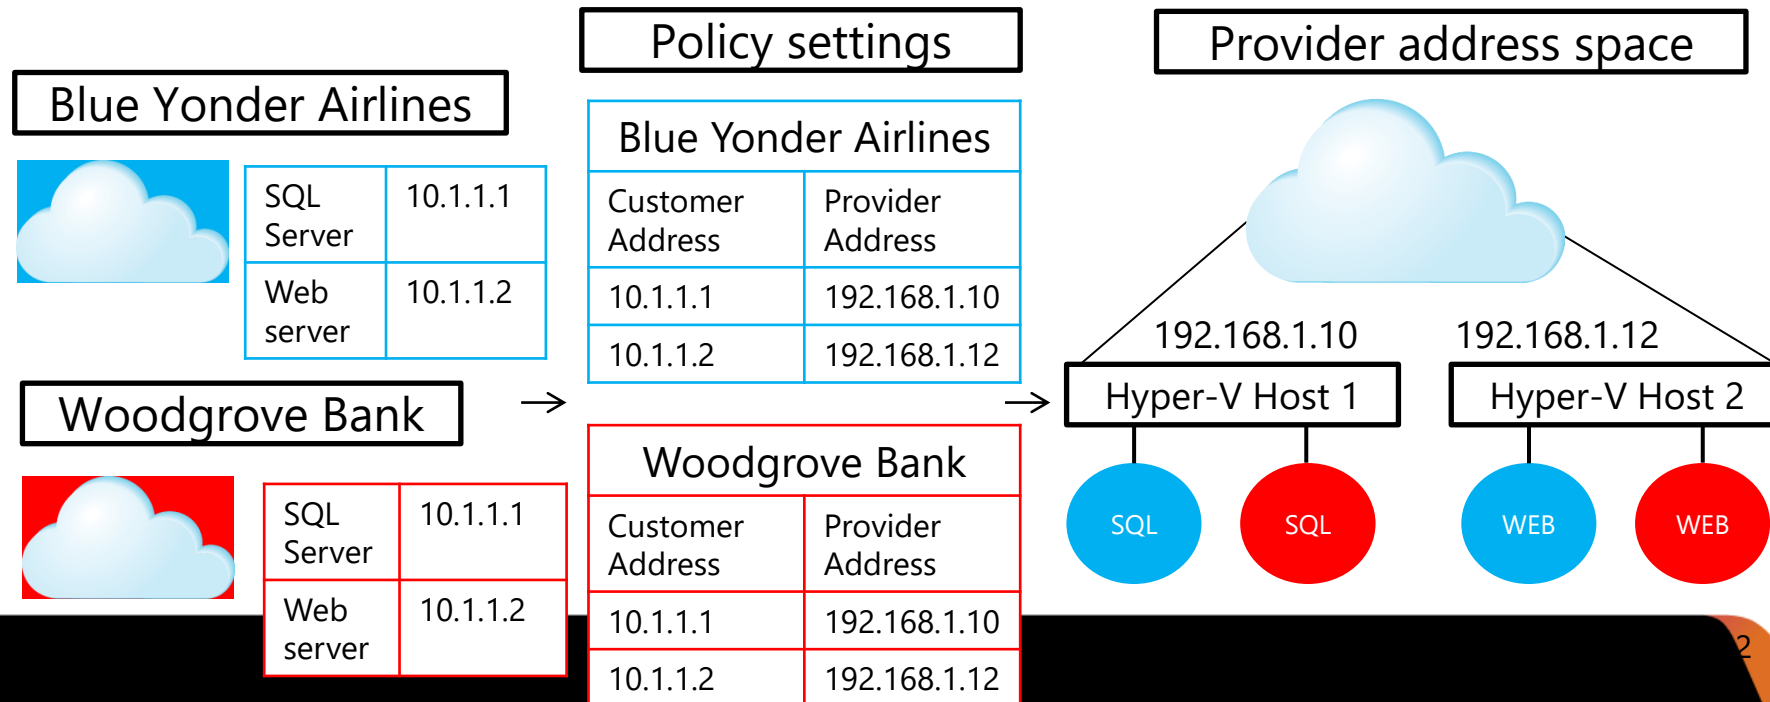 Policy settings
Provider address space
Blue Yonder Airlines
SQL
Server
10.1.1.1
Web
server
10.1.1.2
Woodgrove Bank
SQL
Server
10.1.1.1
Web
server
10.1.1.2
Blue Yonder Airlines
Customer
Address
Provider
Address
10.1.1.1
192.168.1.10
10.1.1.2
192.168.1.12
Woodgrove Bank
Customer
Address
Provider
Address
10.1.1.1
192.168.1.10
10.1.1.2
192.168.1.12
192.168.1.10
192.168.1.12
Hyper-V Host 1
Hyper-V Host 2
SQL
SQL
WEB
WEB
2